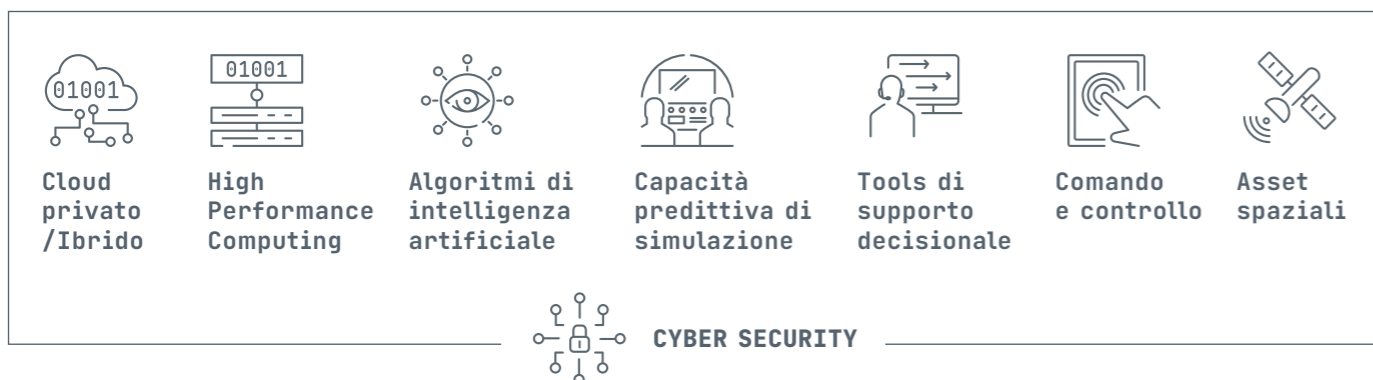 01001
Cloud
privato
/Ibrido
01001
High
Performance
Computing
Algoritmi di
intelligenza
artificiale
Capacità
predittiva di
simulazione
Tools di
supporto
decisionale
Comando
e controllo
Asset
spaziali
CYBER SECURITY